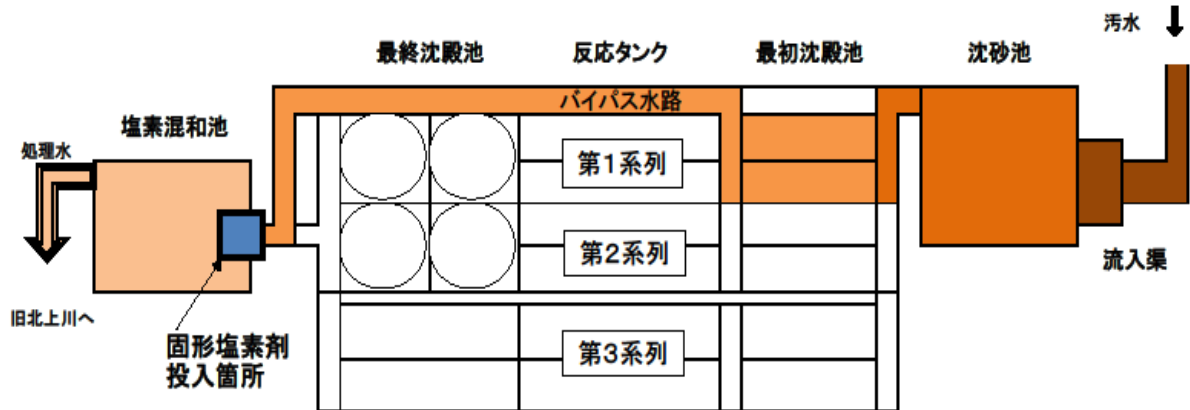 汚水
最終沈殿池
反応タンク
最初沈殿池
沈砂池
バイパス水路
塩素混和池
処理水
第1系列
第2系列
流入渠
旧北上川へ
固形塩素剤
投入箇所
第3系列